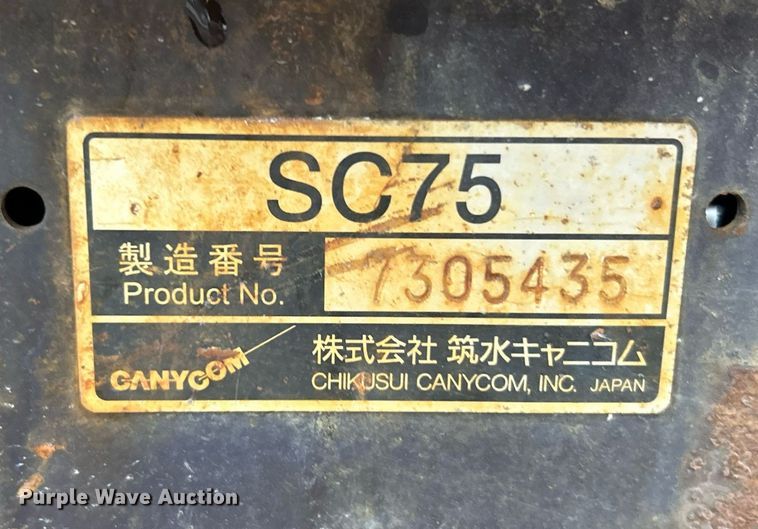 SC75
製造番号
Product No.
7305435
CANYCOM
株式会社 筑水キャニコム
CHIKUSUI CANYCOM, INC. JAPAN
Purple Wave Auction